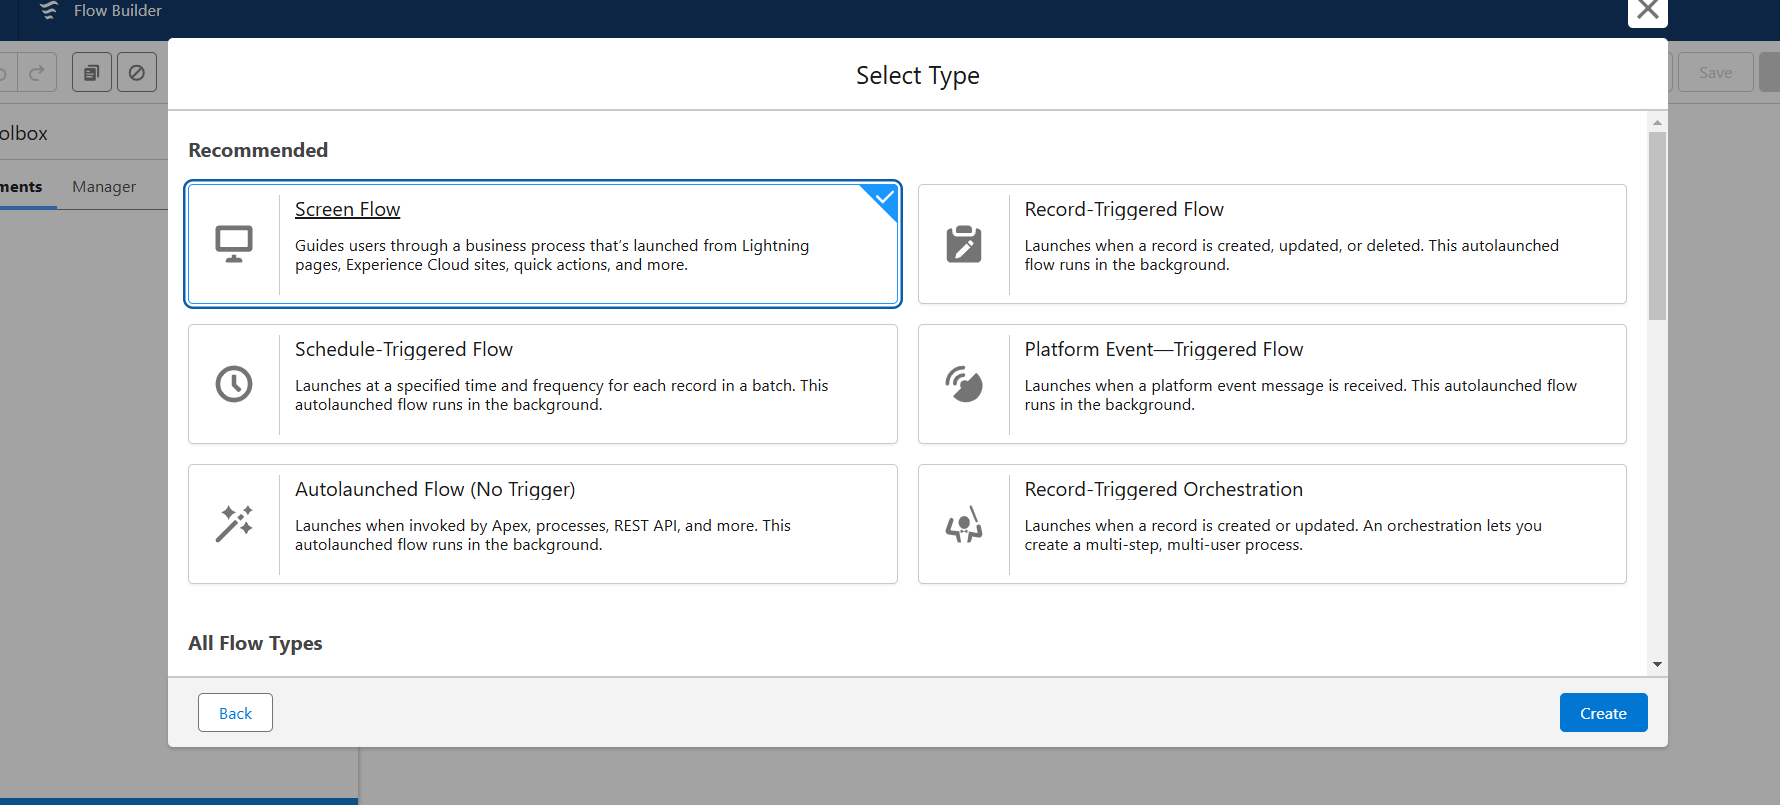 Flow Builder
Select Type
Save
olbox
ments
Manager
Recommended
Screen Flow
Guides users through a business process that’s launched from Lightning
pages, Experience Cloud sites, quick actions, and more.
Record-Triggered Flow
Launches when a record is created, updated, or deleted. This autolaunched
flow runs in the background.
Schedule-Triggered Flow
Launches at a specified time and frequency for each record in a batch. This
autolaunched flow runs in the background.
Platform Event—Triggered Flow
Launches when a platform event message is received. This autolaunched flow
runs in the background.
Autolaunched Flow (No Trigger)
Launches when invoked by Apex, processes, REST API, and more. This
autolaunched flow runs in the background.
Record-Triggered Orchestration
Launches when a record is created or updated. An orchestration lets you
create a multi-step, multi-user process.
All Flow Types
Back
Create